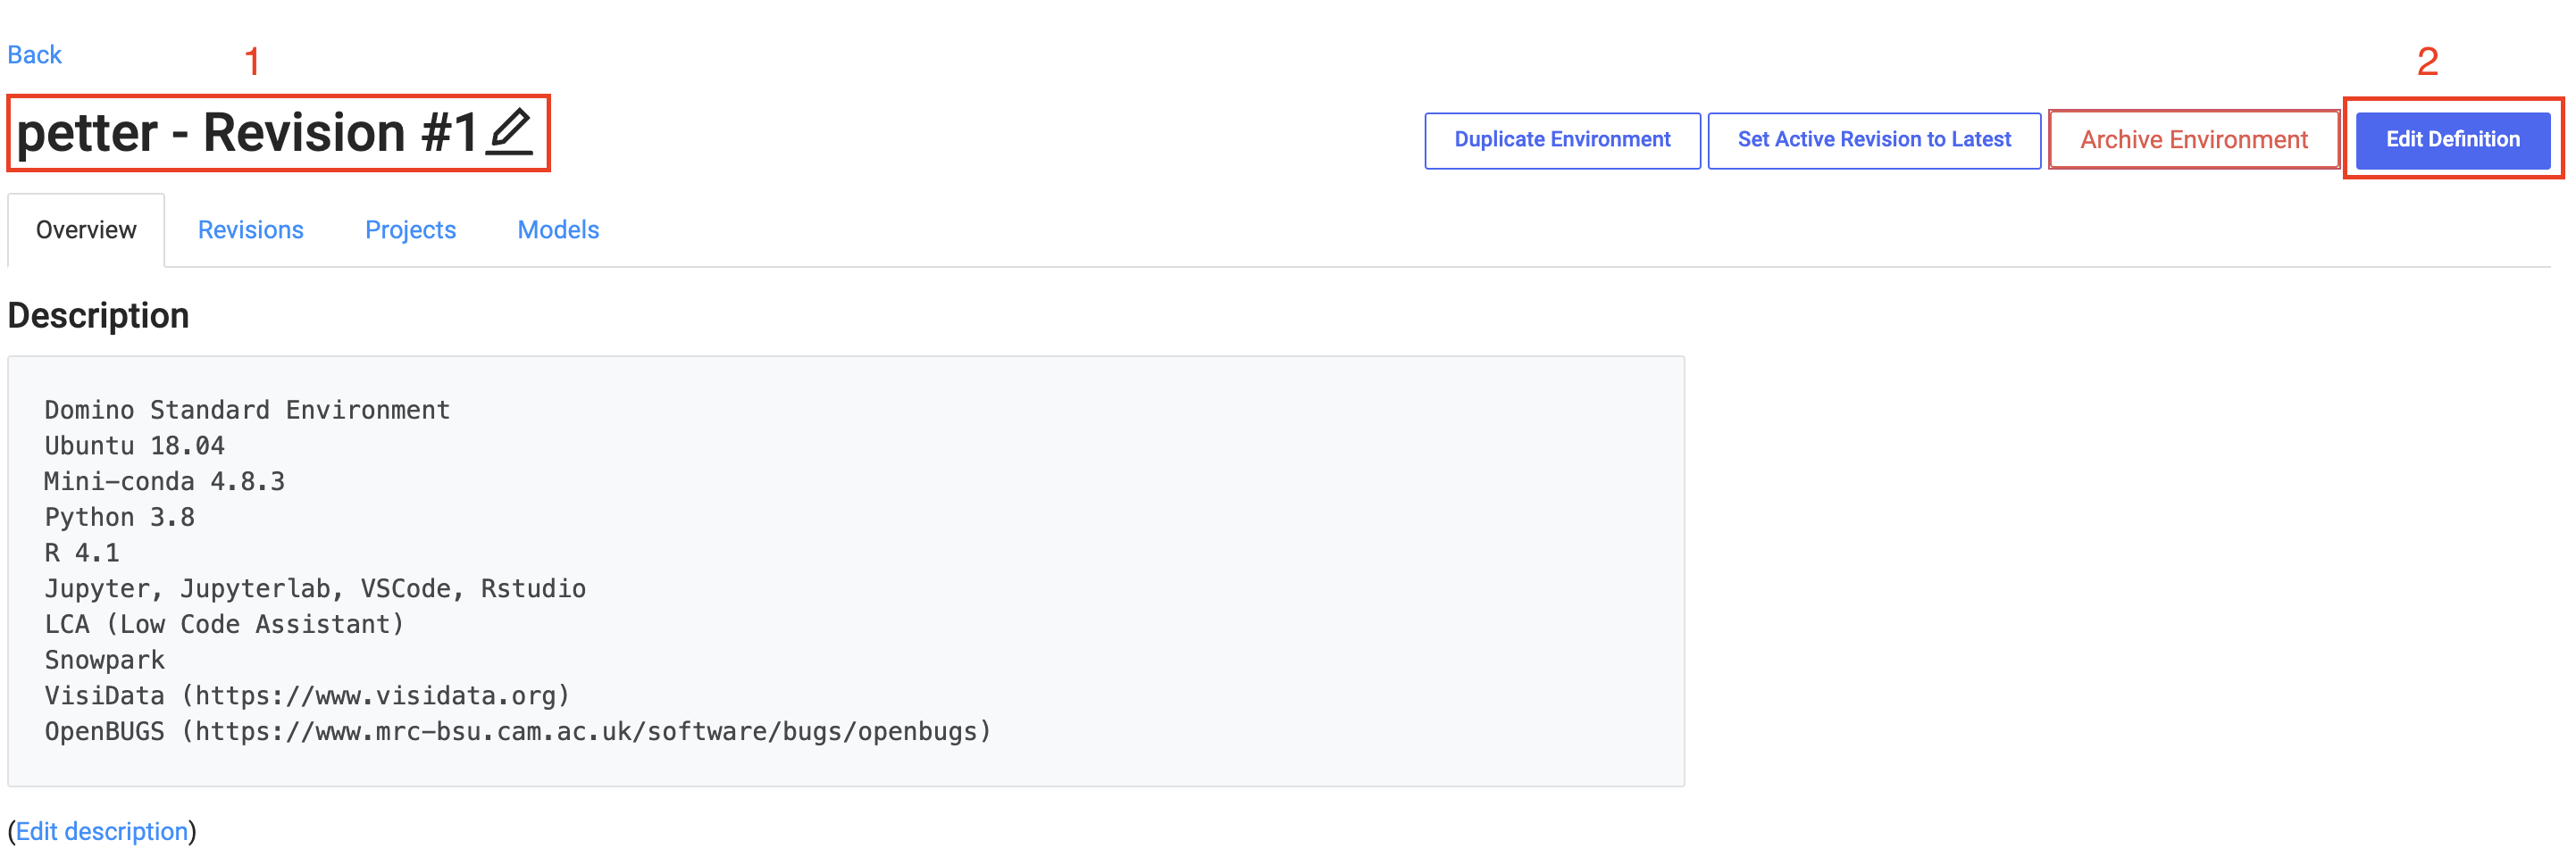 Back
1
2
petter - Revision #1
Duplicate Environment
Set Active Revision to Latest
Archive Environment
Edit Definition
Overview
Revisions
Projects
Models
Description
Domino Standard Environment
Ubuntu 18.04
Mini-conda 4.8.3
Python 3.8
R 4.1
Jupyter, Jupyterlab, VSCode, Rstudio
LCA (Low Code Assistant)
Snowpark
VisiData (https://www.visidata.org)
OpenBUGS (https://www.mrc-bsu.cam.ac.uk/software/bugs/openbugs)
(Edit description)